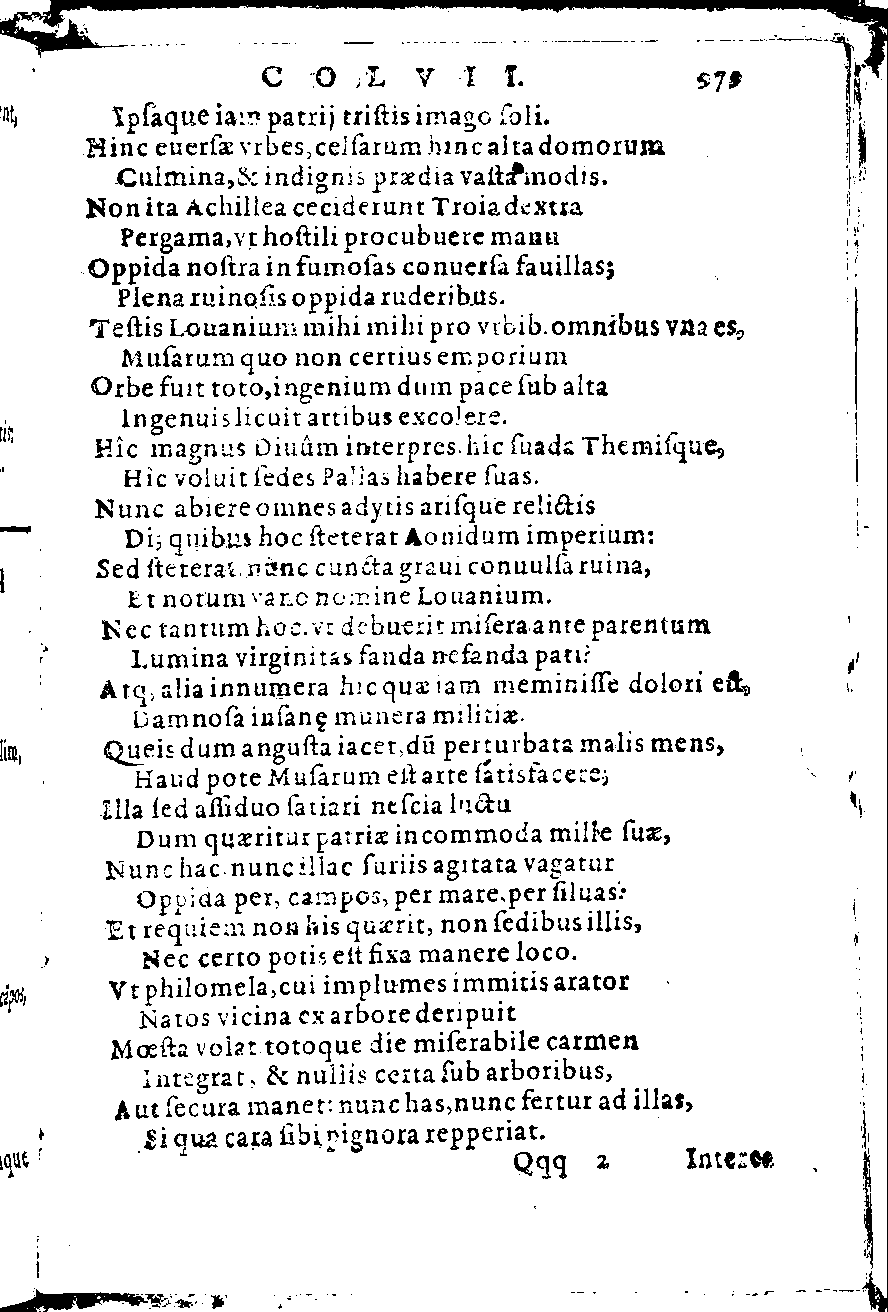 COLVII. 979
Ipſaque iam patrij triſtis imago ſoli.
Hinc euerſæ vrbes, celſarum hinc alta domorum
Culmina, & indignis prædia vaſta modis.
Non ita Achillea ceciderunt Troia dextra
Pergama, vt hoſtili procubuere manu
Oppida noſtra in fumoſas conuerſa fauillas;
Plena ruinoſis oppida ruderibus.
Teſtis Louanium mihi mihi pro vrbib. omnibus vna es,
Muſarum quo non certius emporium
Orbe fuit toto, ingenium dum pace ſub alta
Ingenuis licuit artibus excolere.
Hîc magnus Diuûm interpres. hic ſuada Themiſque,
Hîc voluit ſedes Pallas habere ſuas.
Nunc abiere omnes adytis ariſque relictis
Dij quibus hoc ſteterat Aonidum imperium:
Sed ſteterat. nunc cuncta graui conuulſa ruina,
Et notum vano nomine Louanium.
Nec tantum hoc. vt debuerit miſera ante parentum
Lumina virginitas fanda nefanda pati?
Atq, alia innumera hic quæ iam meminiſſe dolori eſt,
Damnoſa inſanę munera militiæ.
Queis dum anguſta iacet, dū perturbata malis mens,
Haud pote Muſarum eſt arte ſatisfacere;
Illa ſed aſſiduo ſatiari neſcia luctu
Dum quæritur patriæ incommoda mille ſuæ,
Nunc hac. nunc illac furiis agitata vagatur
Oppida per, campos, per mare, per ſiluas:
Et requiem non his quærit, non ſedibus illis,
Nec certo potis eſt fixa manere loco.
Vt philomela, cui implumes immitis arator
Natos vicina ex arbore deripuit
Mœſta volat totoque die miſerabile carmen
Integrat, & nullis certa ſub arboribus,
Aut ſecura manet: nunc has, nunc fertur ad illas,
Si qua cara ſibi pignora repperiat.
Qqq 2 Interea